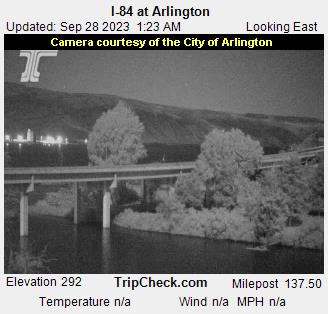 I-84 at Arlington
Updated: Sep 28 2023 1:23 AM Looking East
Camera courtesy of the City of Arlington
Elevation 292 TripCheck.com Milepost 137.50
Temperature n/a Wind n/a MPH n/a